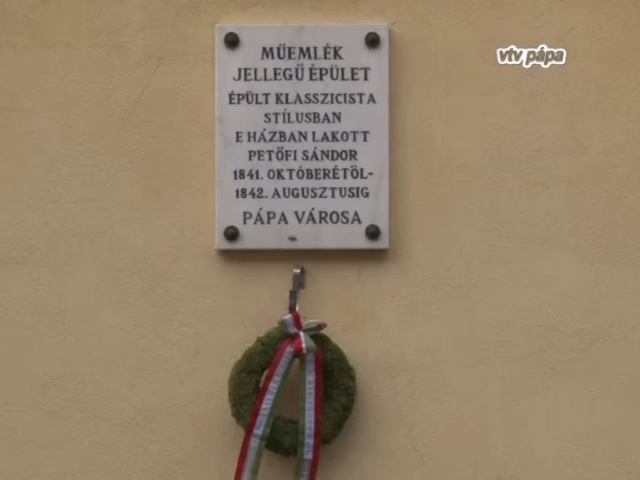 MŰEMLÉK
JELLEGŰ ÉPÜLET
ÉPÜLT KLASSZICISTA
STÍLUSBAN
E HÁZBAN LAKOTT
PETŐFI SÁNDOR
1841. OKTÓBERÉTŐL-
1842. AUGUSZTUSIG
PÁPA VÁROSA
vtv pápa